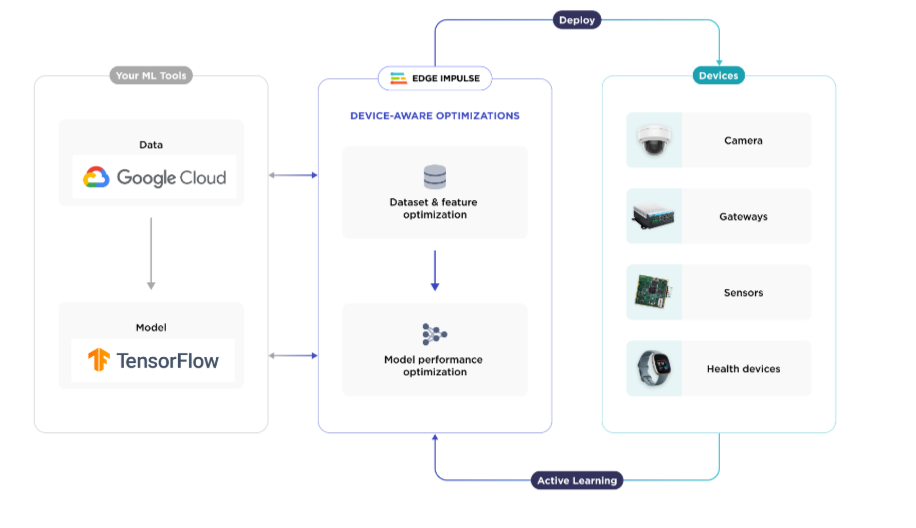 Deploy
Your ML Tools
EDGE IMPULSE
Devices
Data
Google Cloud
Model
TensorFlow
DEVICE-AWARE OPTIMIZATIONS
Dataset & feature
optimization
Model performance
optimization
Camera
Gateways
Sensors
Health devices
Active Learning